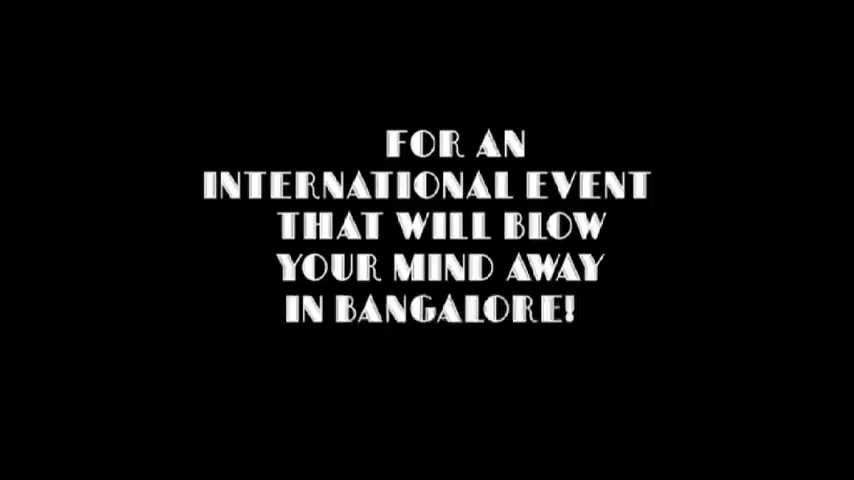 FOR AN
INTERNATIONAL EVENT
THAT WILL BLOW
YOUR MIND AWAY
IN BANGALORE!